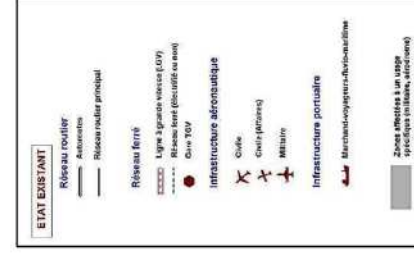 ETAT EXISTANT
Réseau routier
Autoroutes
Réseau routier principal
Réseau ferré
Ligne à grande vitesse (LGV)
Réseau ferré (électrifié ou non)
Gare TGV
Infrastructure aéronautique
Civile
Civile (Affaires)
Militaire
Infrastructure portuaire
Marchand-voyageurs-fluvio-maritime
Zones affectées à un usage
spécifique (militaire, aérodrome)